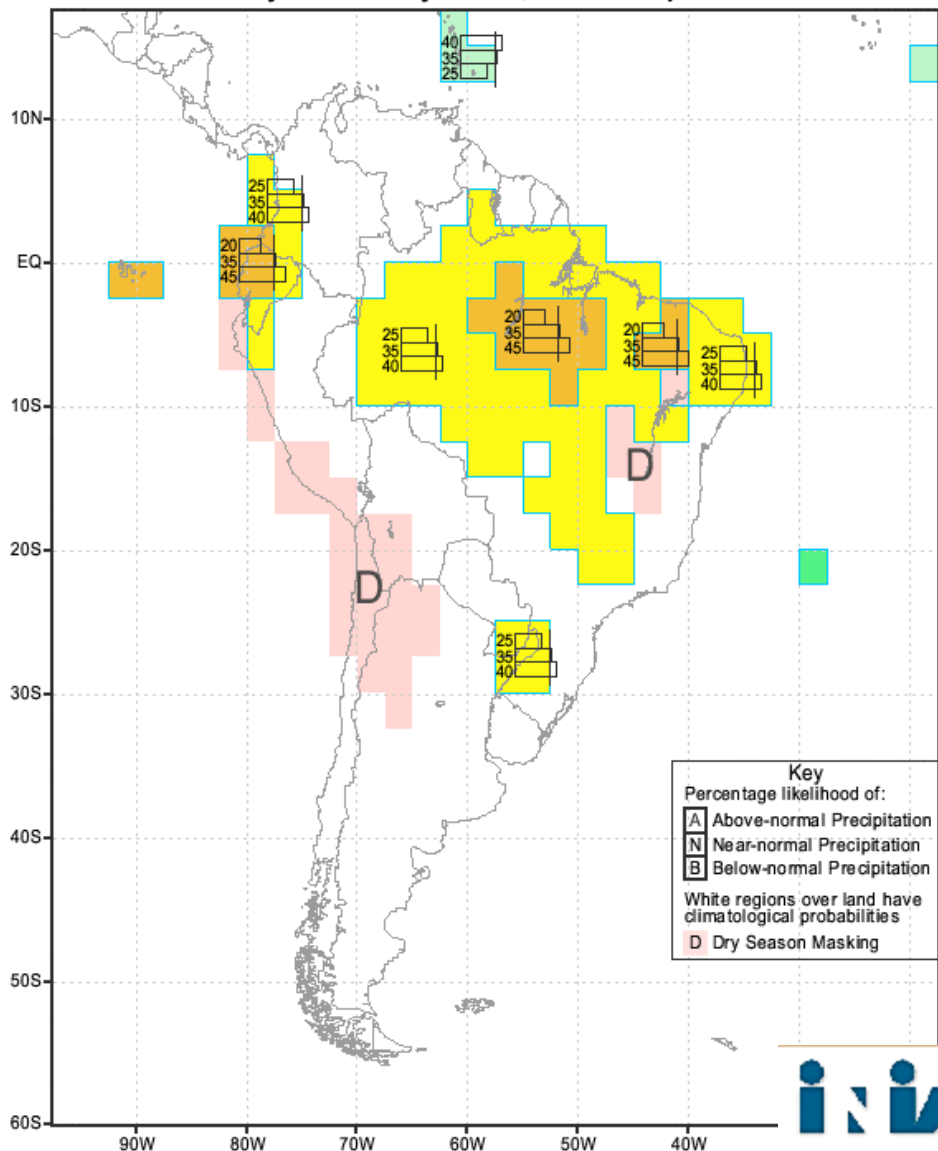 40
35
25
10N
25
35
40
20
35
45
EQ
25
35
40
20
35
45
20
35
45
25
35
40
10S
D
20S
D
25
35
40
30S
Key
Percentage likelihood of:
A Above-normal Precipitation
N Near-normal Precipitation
B Below-normal Precipitation
White regions over land have
climatological probabilities
D Dry Season Masking
40S
50S
60S
90W 80W 70W 60W 50W 40W